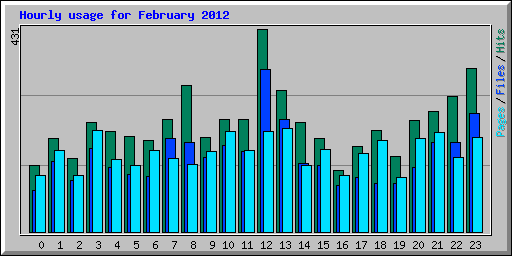 Hourly usage for February 2012
431
Pages/Files/Hits
0 1 2 3 4 5 6 7 8 9 10 11 12 13 14 15 16 17 18 19 20 21 22 23